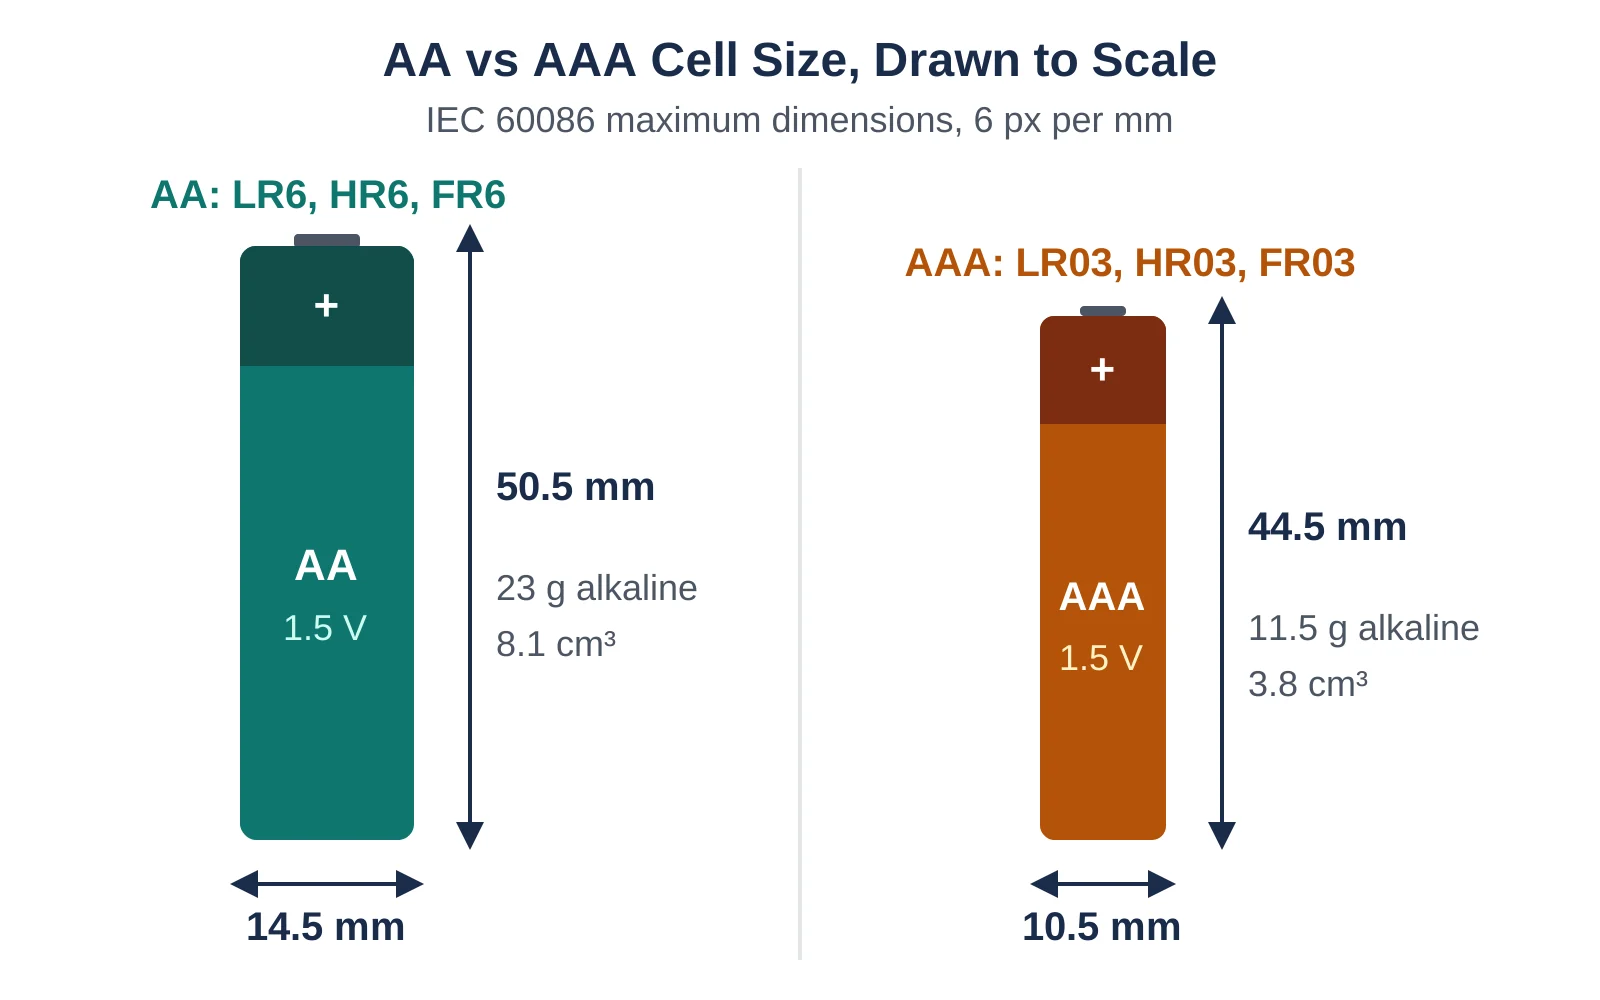 AA vs AAA Cell Size, Drawn to Scale
IEC 60086 maximum dimensions, 6 px per mm
AA: LR6, HR6, FR6
+
AA
1.5 V
50.5 mm
23 g alkaline
8.1 cm³
14.5 mm
AAA: LR03, HR03, FR03
+
AAA
1.5 V
44.5 mm
11.5 g alkaline
3.8 cm³
10.5 mm